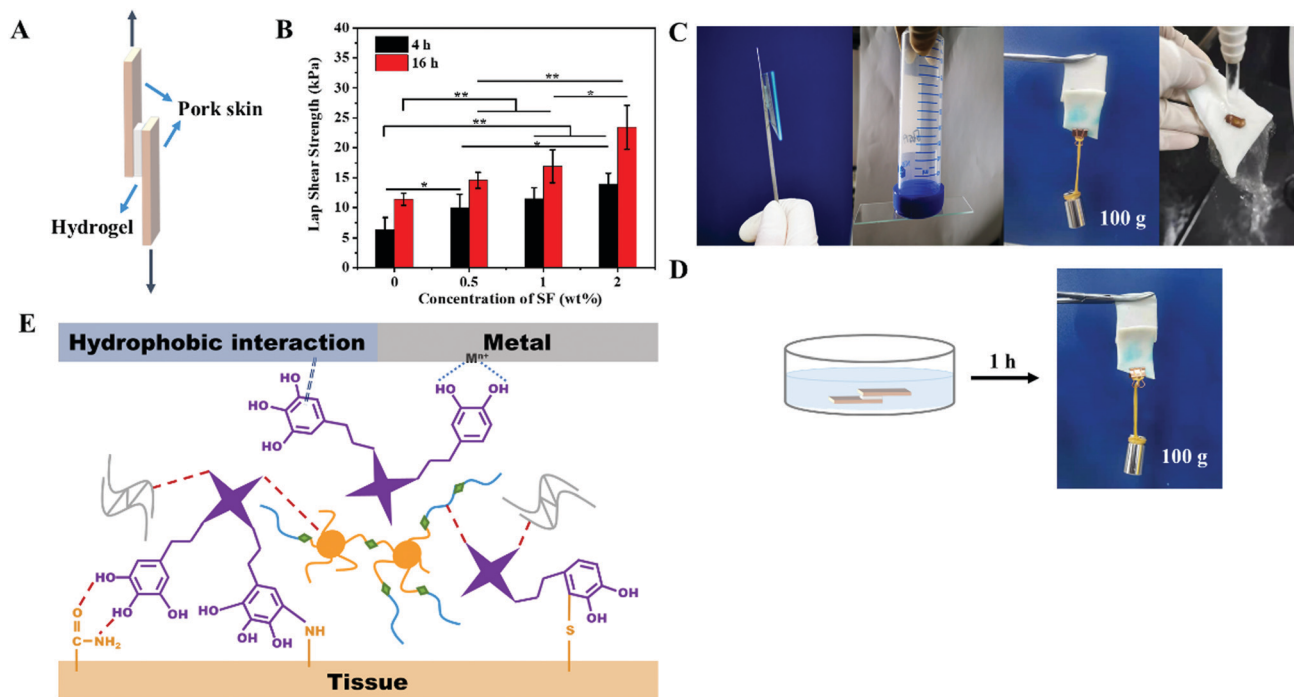 A
Pork skin
Hydrogel
B
Lap Shear Strength (kPa)
40
35
30
25
20
15
10
5
0
4 h
16 h
**
**
*
**
*
*
0
0.5
1
2
Concentration of SF (wt%)
C
100 g
D
1 h
100 g
E
Hydrophobic interaction
Metal
Mⁿ⁺
HO
HO
HO
HO
OH
HO
HO
OH
HO
HO
OH
OH
OH
O
C
NH₂
NH
S
Tissue